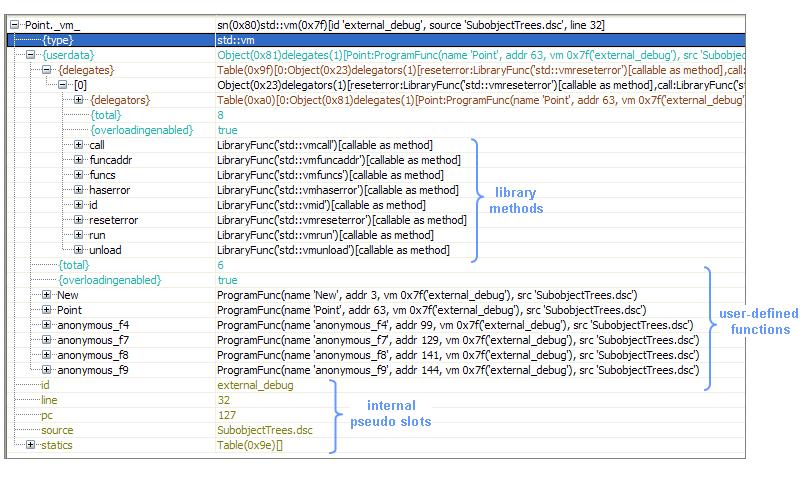 Point._vm_ sn(0x80)std::vm(0x7f)[id 'external_debug', source 'SubobjectTrees.dsc', line 32]
{type} std::vm
{userdata} Object(0x81)delegates(1)[Point:ProgramFunc(name 'Point', addr 63, vm 0x7f('external_debug'), src 'SubobjectTrees.dsc')
{delegates} Table(0x9f)[0:Object(0x23)delegators(1)[reseterror:LibraryFunc('std::vmreseterror')[callable as method],call:
[0] Object(0x23)delegators(1)[reseterror:LibraryFunc('std::vmreseterror')[callable as method],call:LibraryFunc('std::
{delegators} Table(0xa0)[0:Object(0x81)delegates(1)[Point:ProgramFunc(name 'Point', addr 63, vm 0x7f('external_debug'
{total} 8
{overloadingenabled} true
call LibraryFunc('std::vmcall')[callable as method]
funcaddr LibraryFunc('std::vmfuncaddr')[callable as method]
funcs LibraryFunc('std::vmfuncs')[callable as method]
haserror LibraryFunc('std::vmhaserror')[callable as method]
id LibraryFunc('std::vmid')[callable as method]
reseterror LibraryFunc('std::vmreseterror')[callable as method]
run LibraryFunc('std::vmrun')[callable as method]
unload LibraryFunc('std::vmunload')[callable as method]
library
methods
{total} 6
{overloadingenabled} true
New ProgramFunc(name 'New', addr 3, vm 0x7f('external_debug'), src 'SubobjectTrees.dsc')
Point ProgramFunc(name 'Point', addr 63, vm 0x7f('external_debug'), src 'SubobjectTrees.dsc')
anonymous_f4 ProgramFunc(name 'anonymous_f4', addr 99, vm 0x7f('external_debug'), src 'SubobjectTrees.dsc')
anonymous_f7 ProgramFunc(name 'anonymous_f7', addr 129, vm 0x7f('external_debug'), src 'SubobjectTrees.dsc')
anonymous_f8 ProgramFunc(name 'anonymous_f8', addr 141, vm 0x7f('external_debug'), src 'SubobjectTrees.dsc')
anonymous_f9 ProgramFunc(name 'anonymous_f9', addr 144, vm 0x7f('external_debug'), src 'SubobjectTrees.dsc')
user-defined
functions
id external_debug
line 32
pc 127
source SubobjectTrees.dsc
statics Table(0x9e)[]
internal
pseudo slots